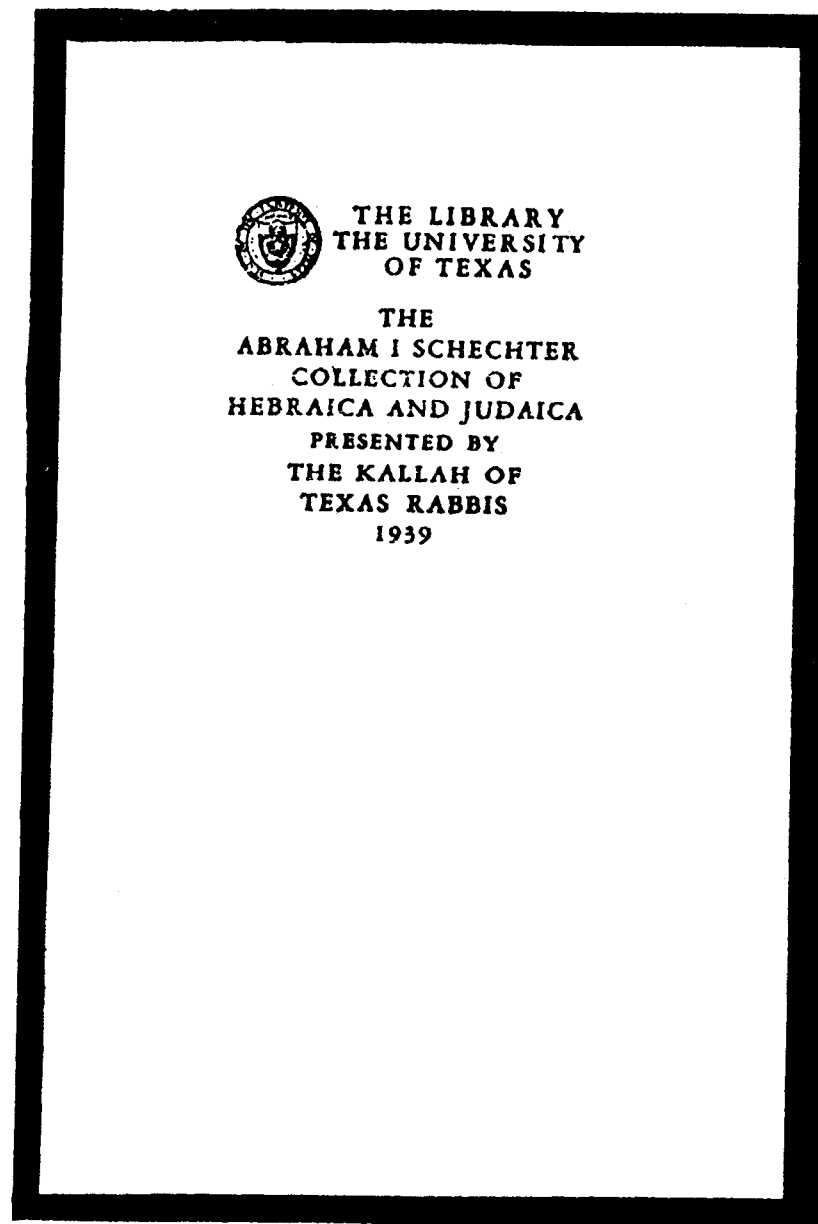 THE LIBRARY
THE UNIVERSITY
OF TEXAS
THE
ABRAHAM I SCHECHTER
COLLECTION OF
HEBRAICA AND JUDAICA
PRESENTED BY
THE KALLAH OF
TEXAS RABBIS
1939